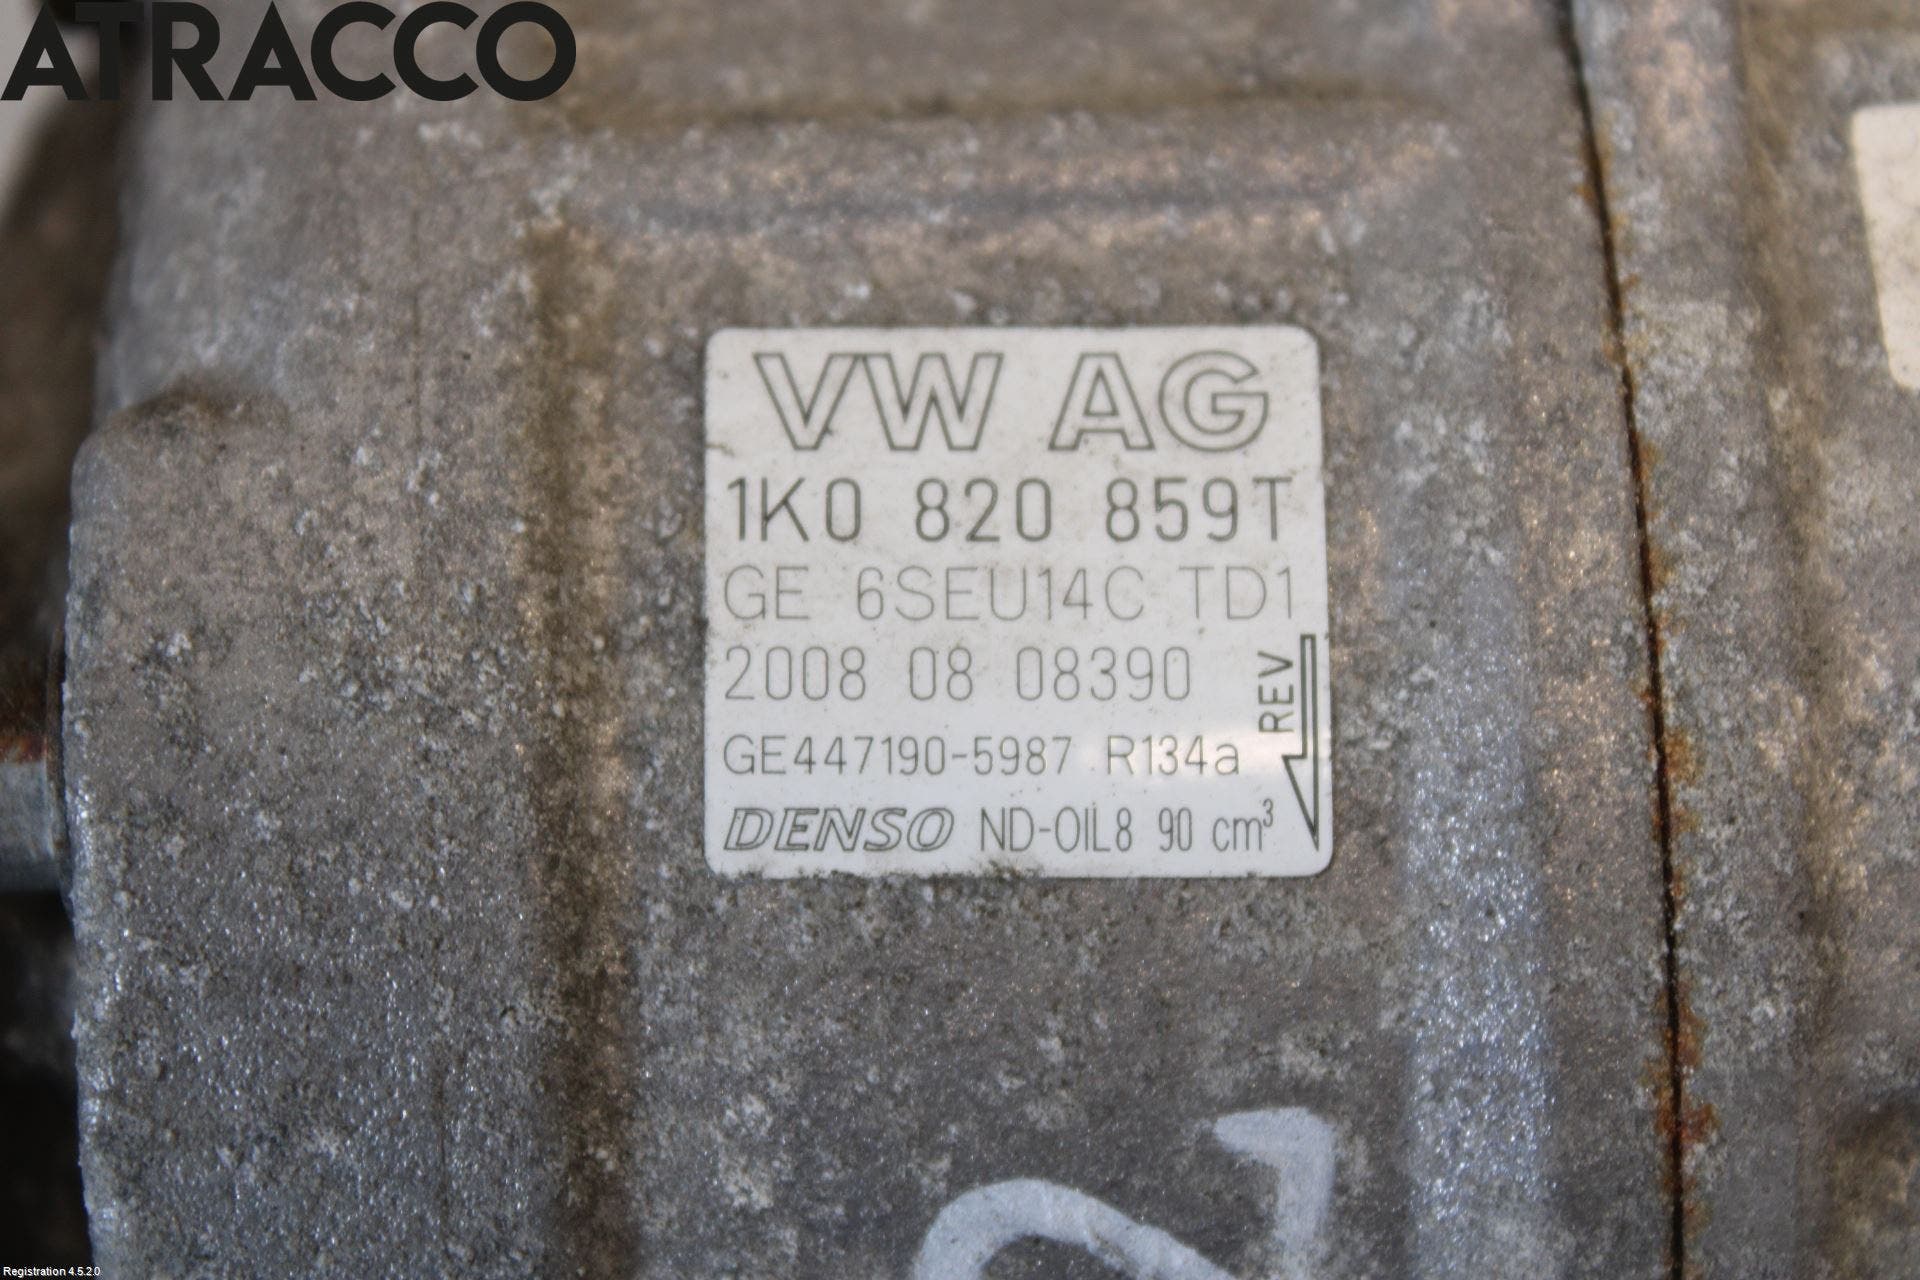 ATRACCO
VW AG
1K0 820 859T
GE 6SEU14C TD1
2008 08 08390
REV
GE447190-5987 R134a
DENSO ND-OIL8 90 cm³
Registration 4.5.2.0